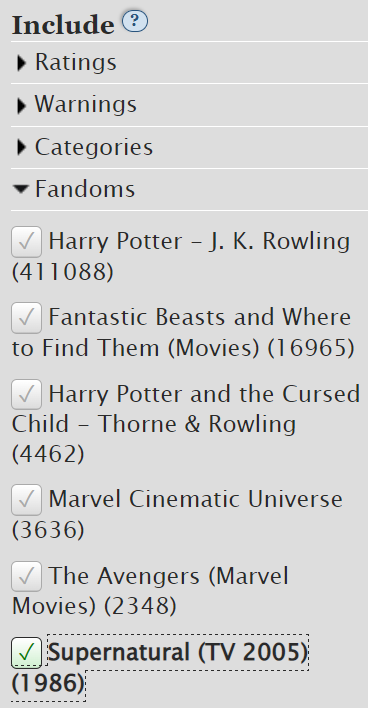 Include ?
Ratings
Warnings
Categories
Fandoms
Harry Potter - J. K. Rowling
(411088)
Fantastic Beasts and Where
to Find Them (Movies) (16965)
Harry Potter and the Cursed
Child - Thorne & Rowling
(4462)
Marvel Cinematic Universe
(3636)
The Avengers (Marvel
Movies) (2348)
Supernatural (TV 2005)
(1986)